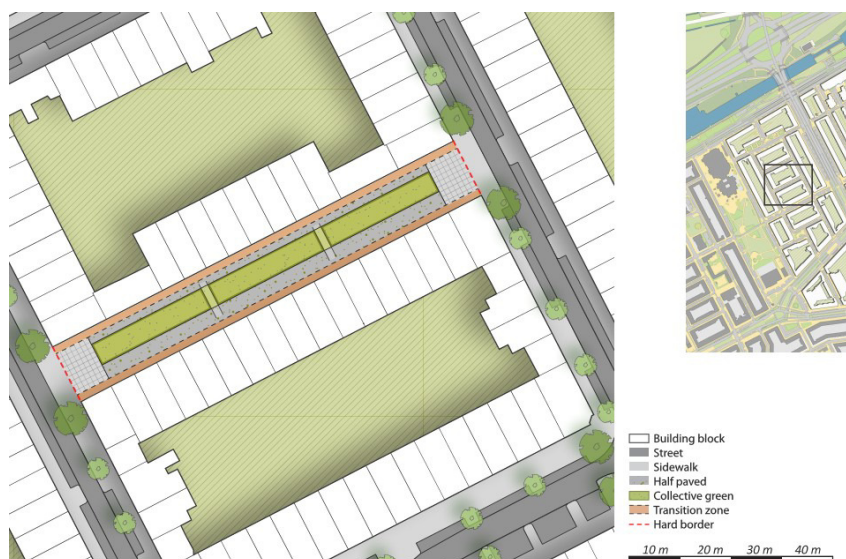 Building block
Street
Sidewalk
Half paved
Collective green
Transition zone
Hard border
10 m 20 m 30 m 40 m